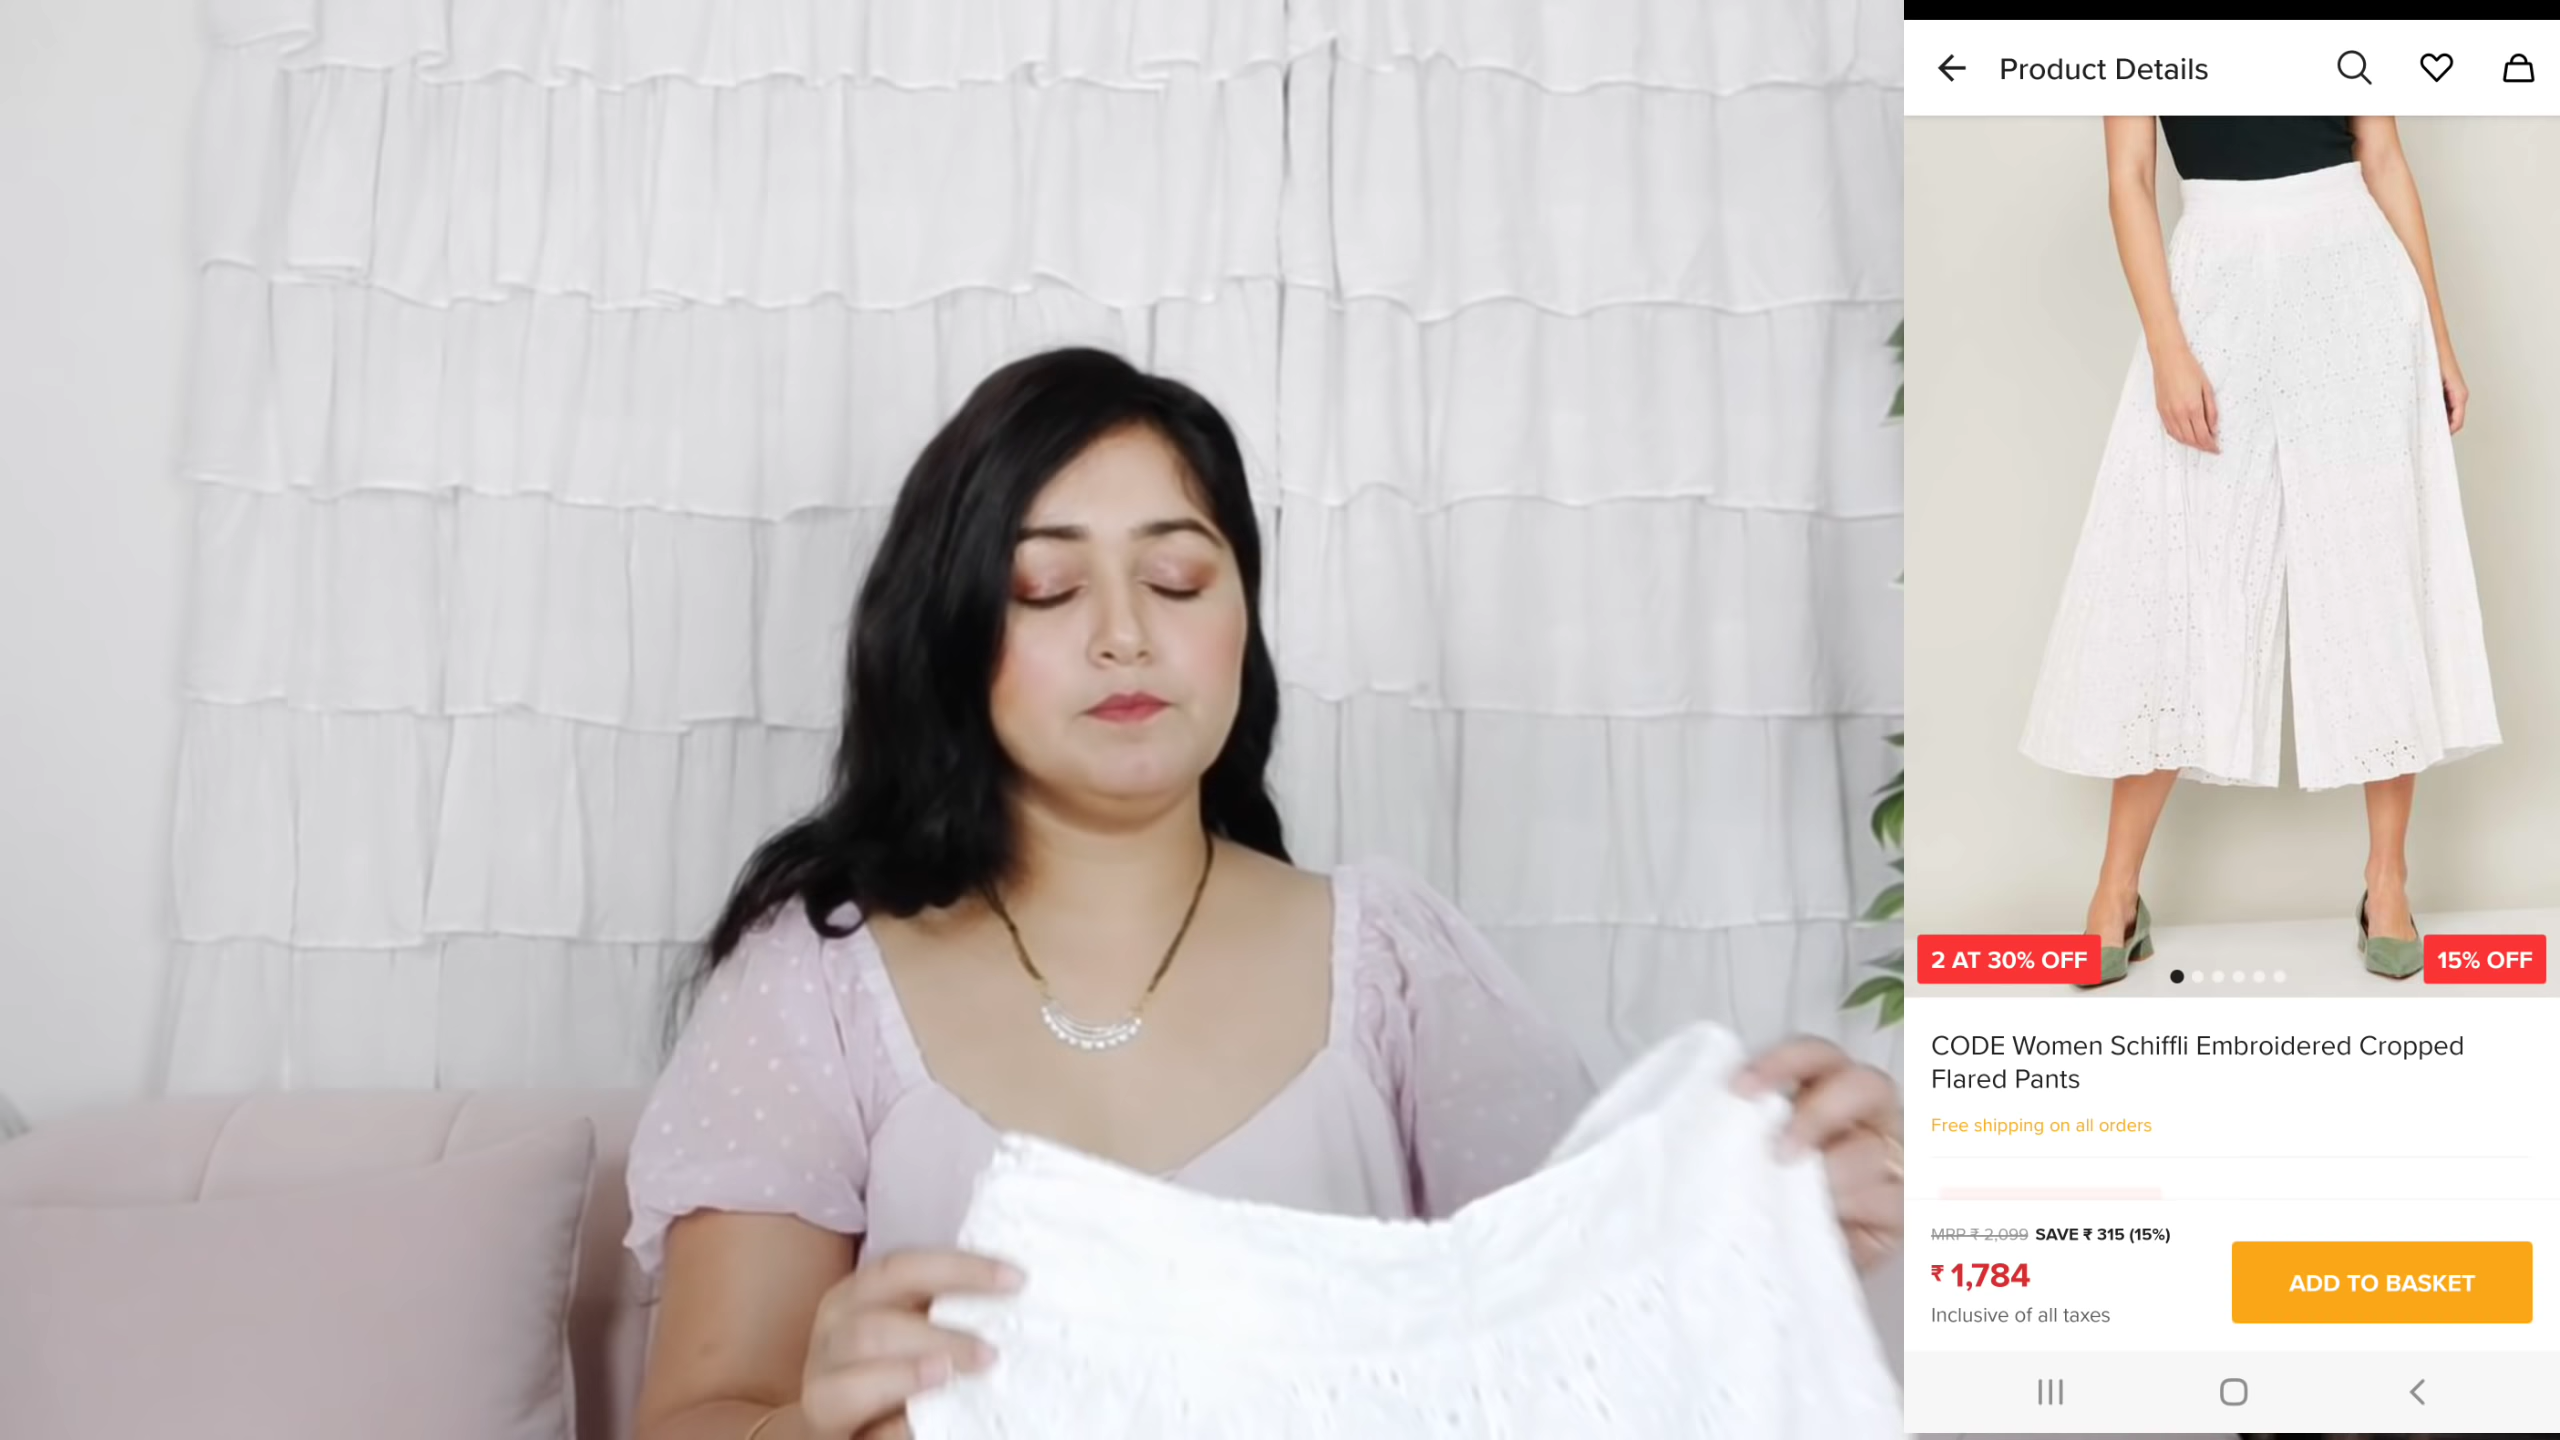 Product Details
2 AT 30% OFF
15% OFF
CODE Women Schiffli Embroidered Cropped
Flared Pants
Free shipping on all orders
MRP ₹ 2,099 SAVE ₹ 315 (15%)
₹ 1,784
Inclusive of all taxes
ADD TO BASKET